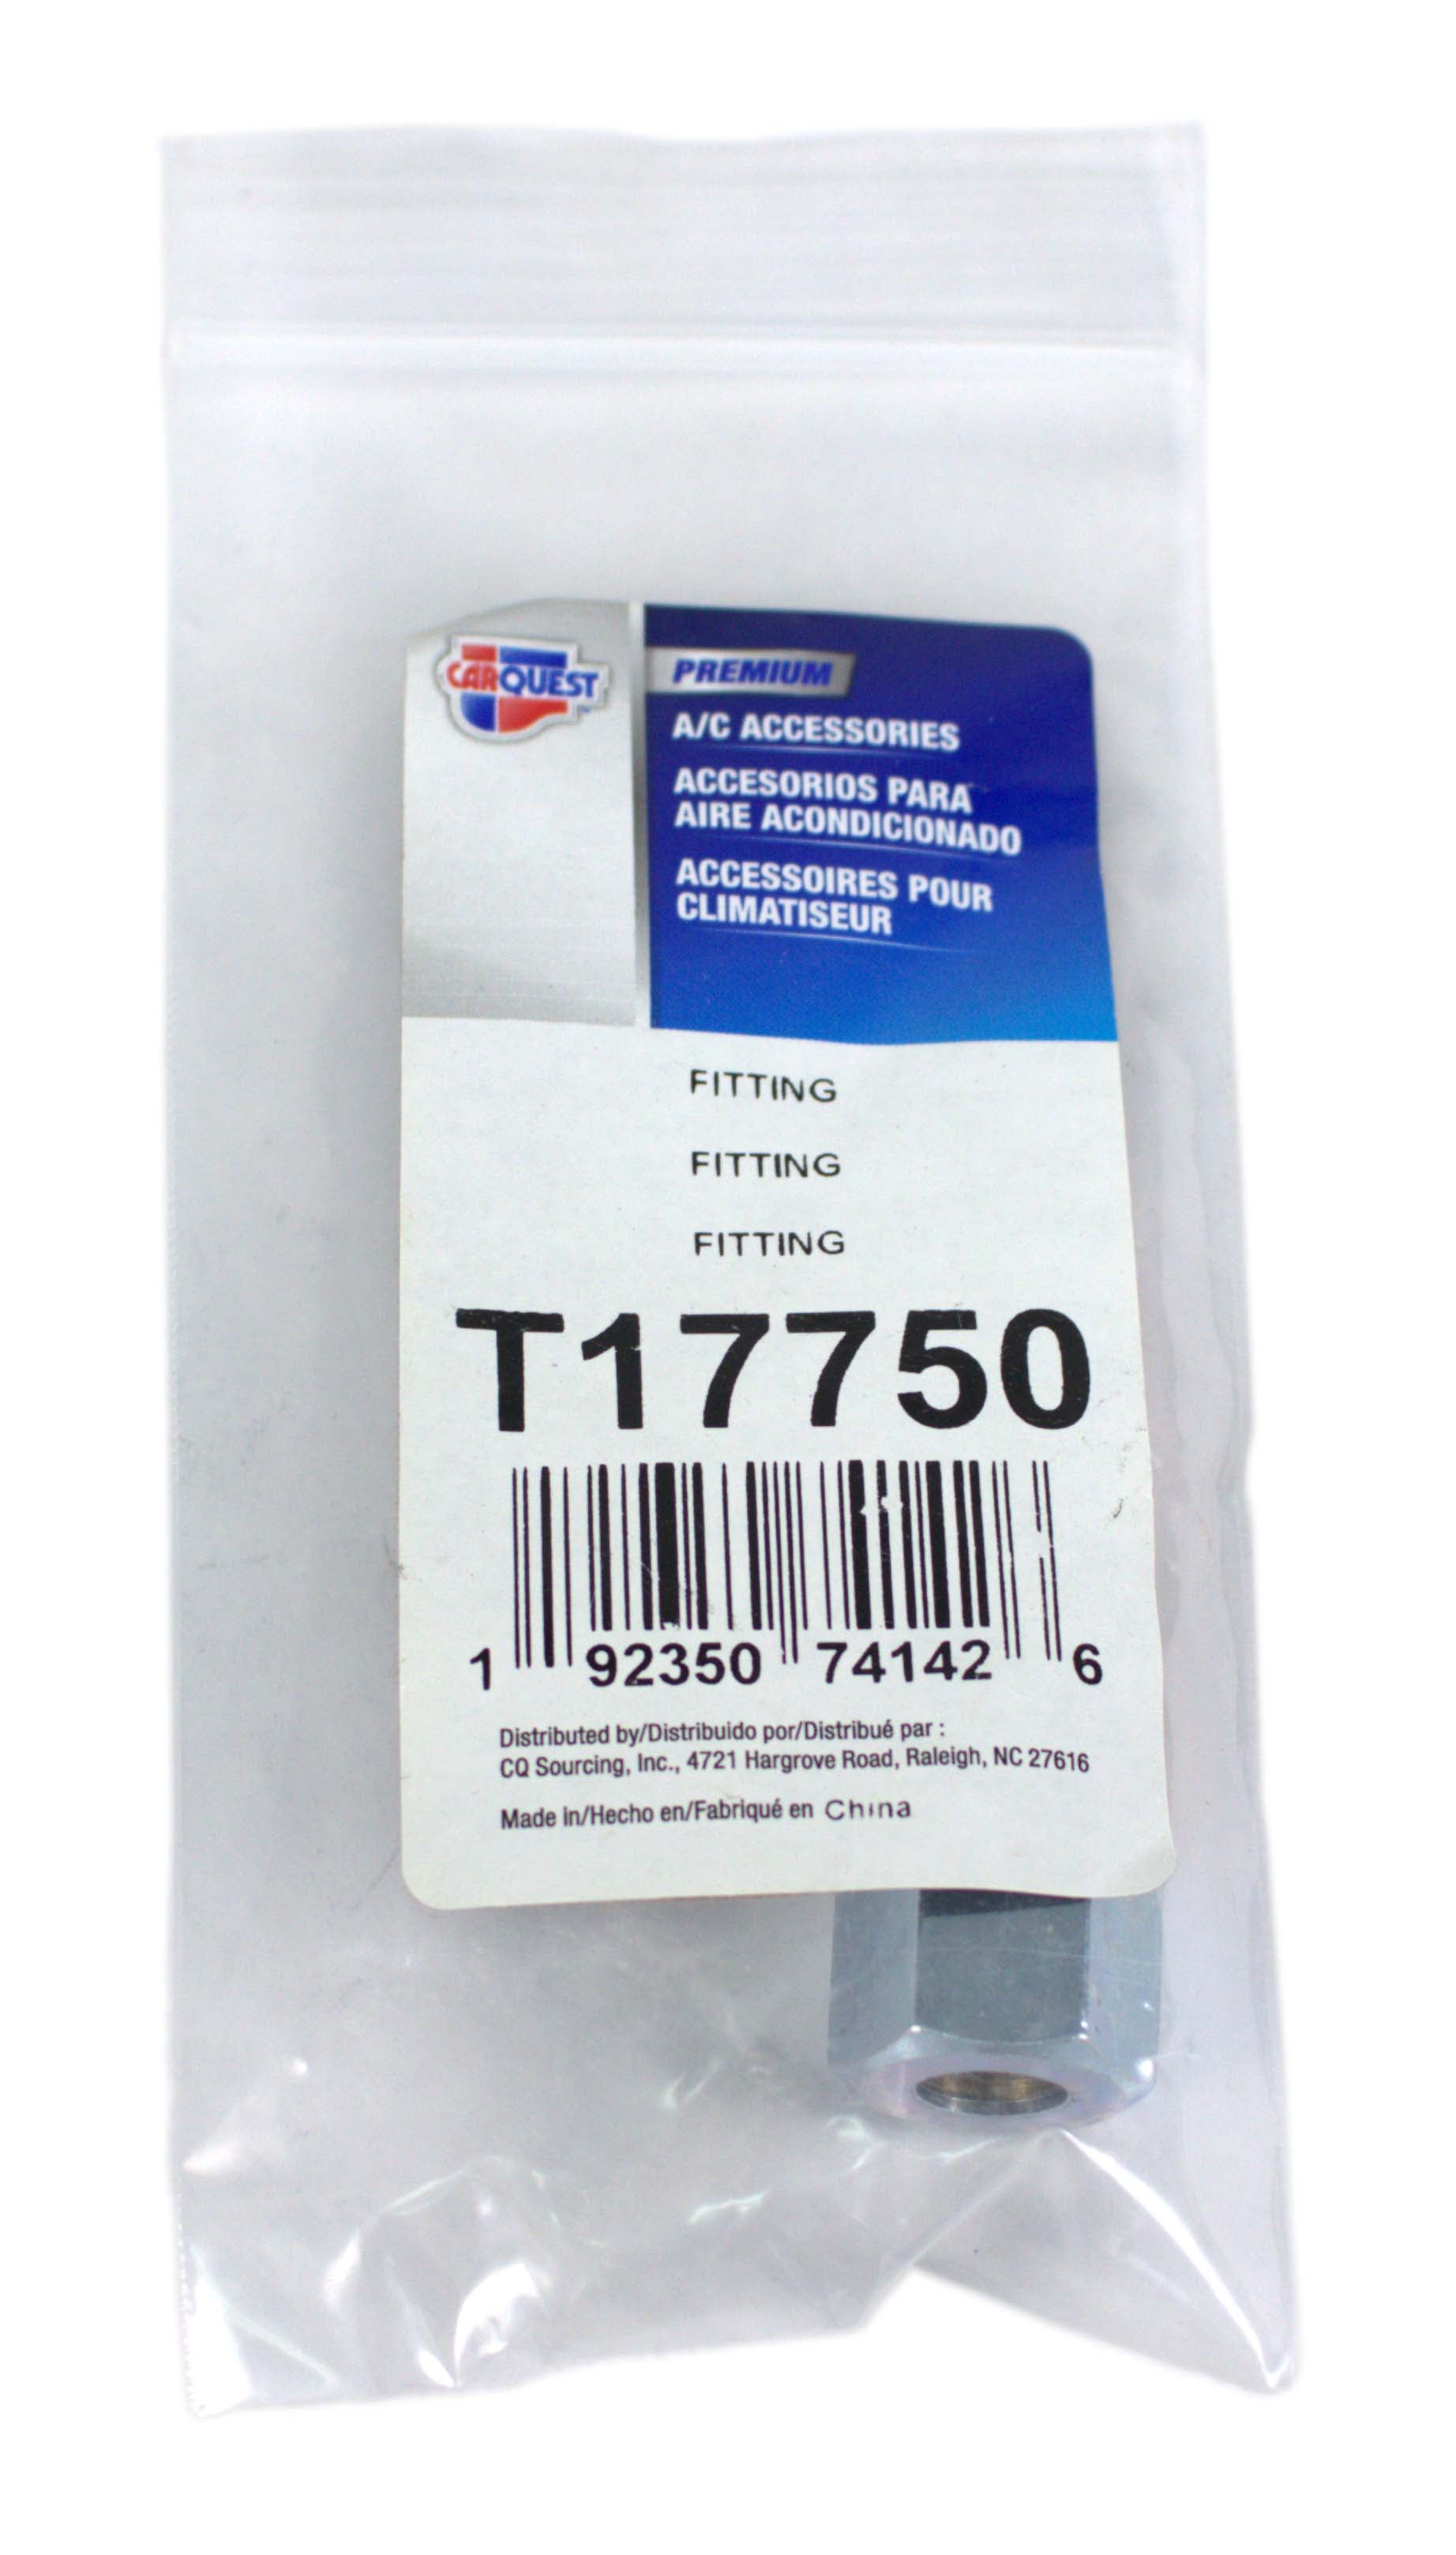 CARQUEST
PREMIUM
A/C ACCESSORIES
ACCESORIOS PARA
AIRE ACONDICIONADO
ACCESSOIRES POUR
CLIMATISEUR
FITTING
FITTING
FITTING
T17750
1 92350 74142 6
Distributed by/Distribuido por/Distribué par :
CQ Sourcing, Inc., 4721 Hargrove Road, Raleigh, NC 27616
Made in/Hecho en/Fabriqué en China